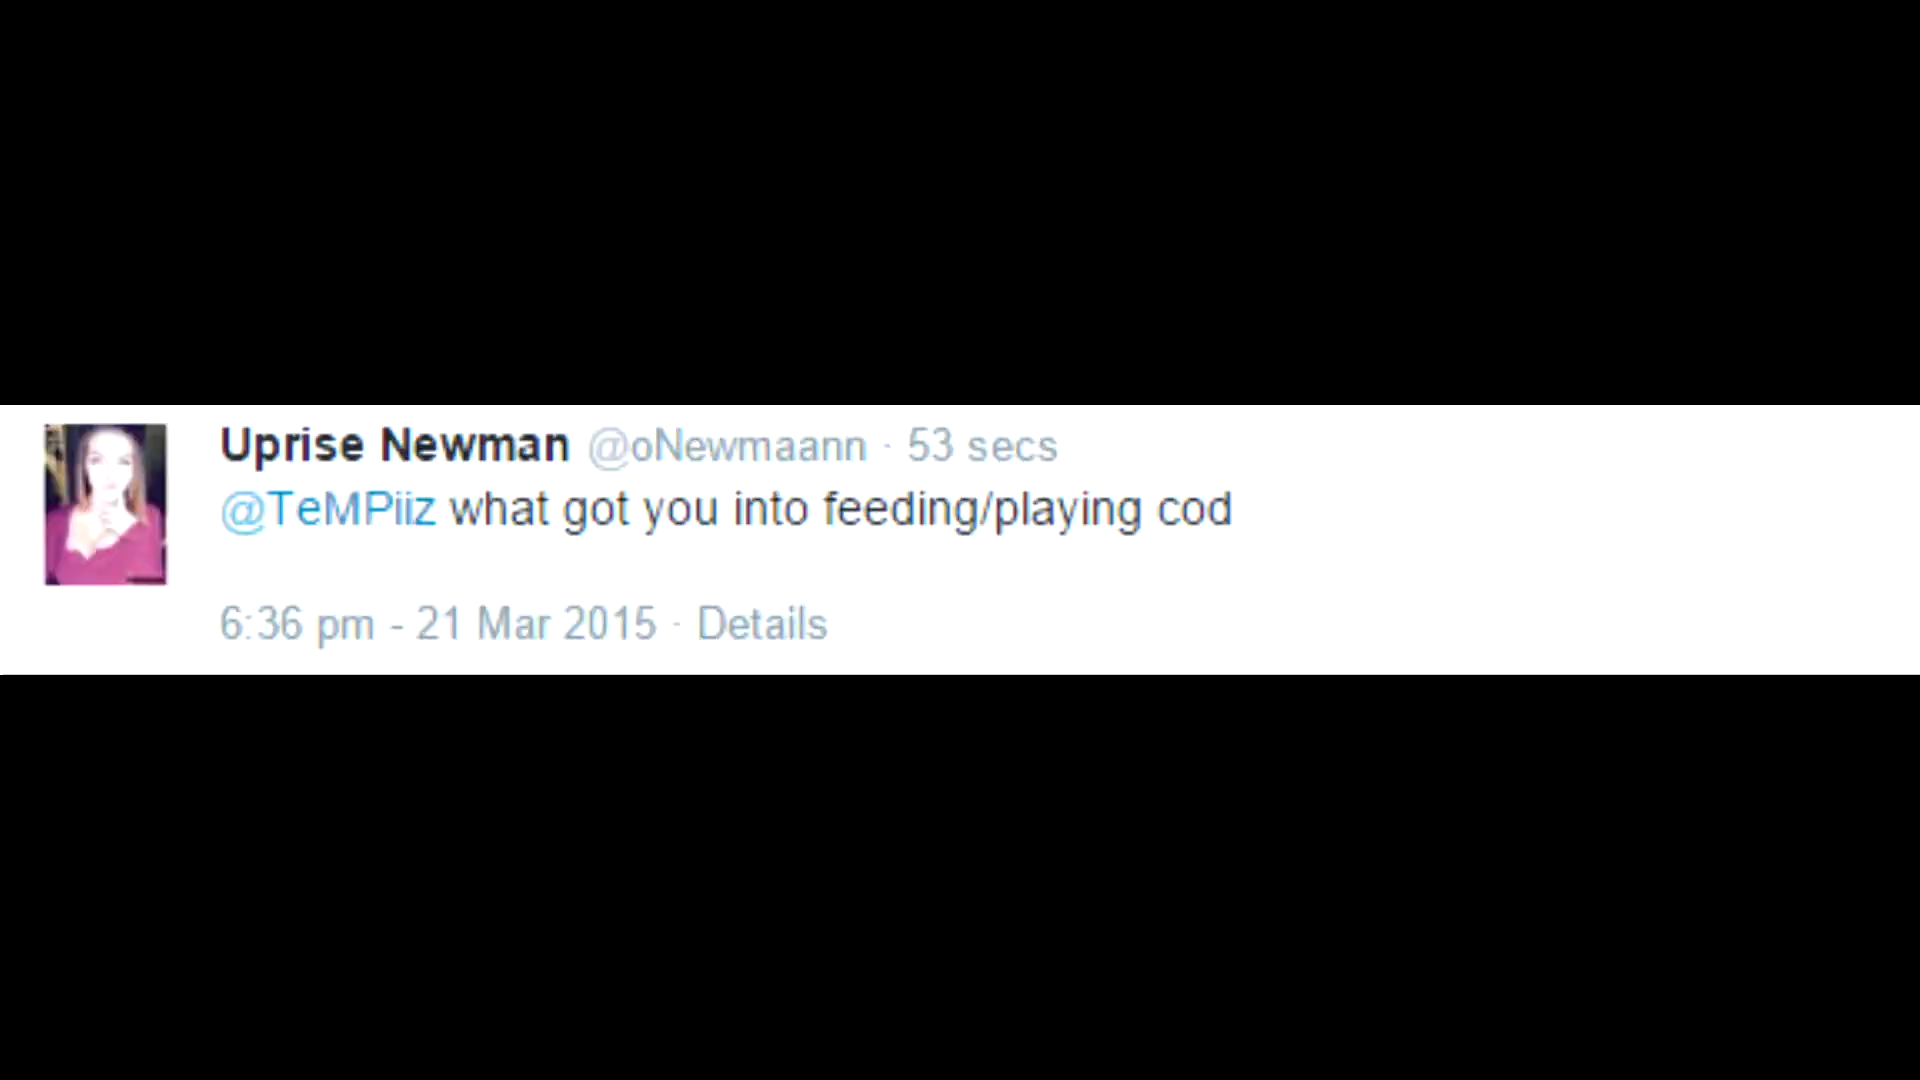 Uprise Newman @oNewmaann · 53 secs
@TeMPiiz what got you into feeding/playing cod
6:36 pm - 21 Mar 2015 · Details